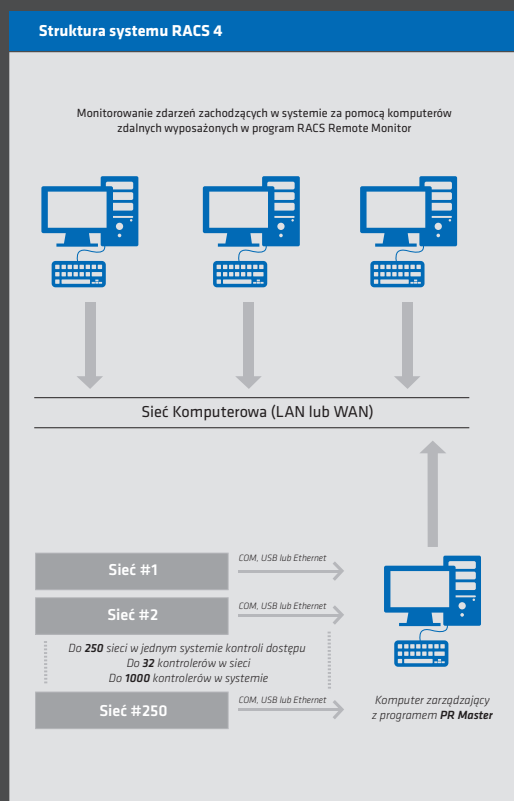 Struktura systemu RACS 4
Monitorowanie zdarzeń zachodzących w systemie za pomocą komputerów
zdalnych wyposażonych w program RACS Remote Monitor
Sieć Komputerowa (LAN lub WAN)
Sieć #1
COM, USB lub Ethernet
Sieć #2
COM, USB lub Ethernet
Do 250 sieci w jednym systemie kontroli dostępu
Do 32 kontrolerów w sieci
Do 1000 kontrolerów w systemie
Sieć #250
COM, USB lub Ethernet
Komputer zarządzający
z programem PR Master